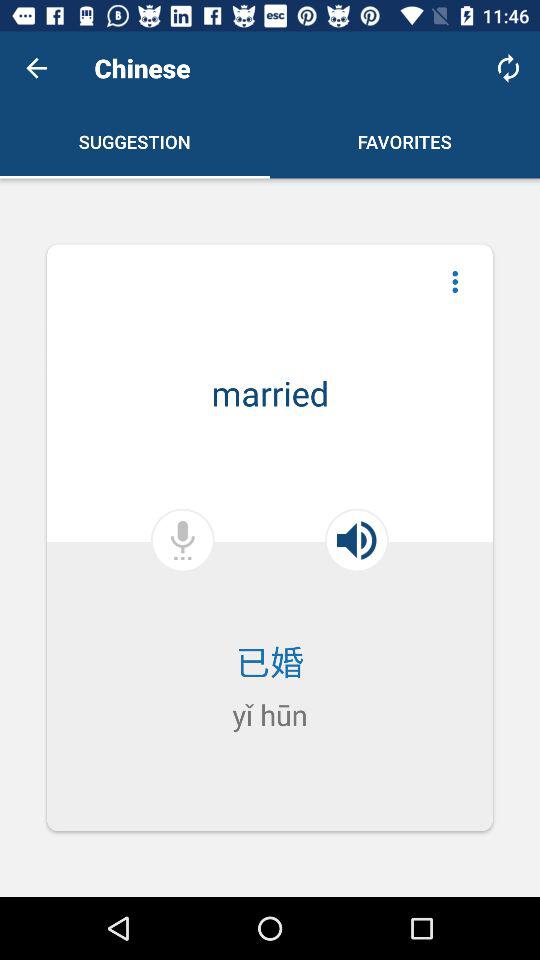 11:46
Chinese
SUGGESTION FAVORITES
married
已婚
yǐ hūn